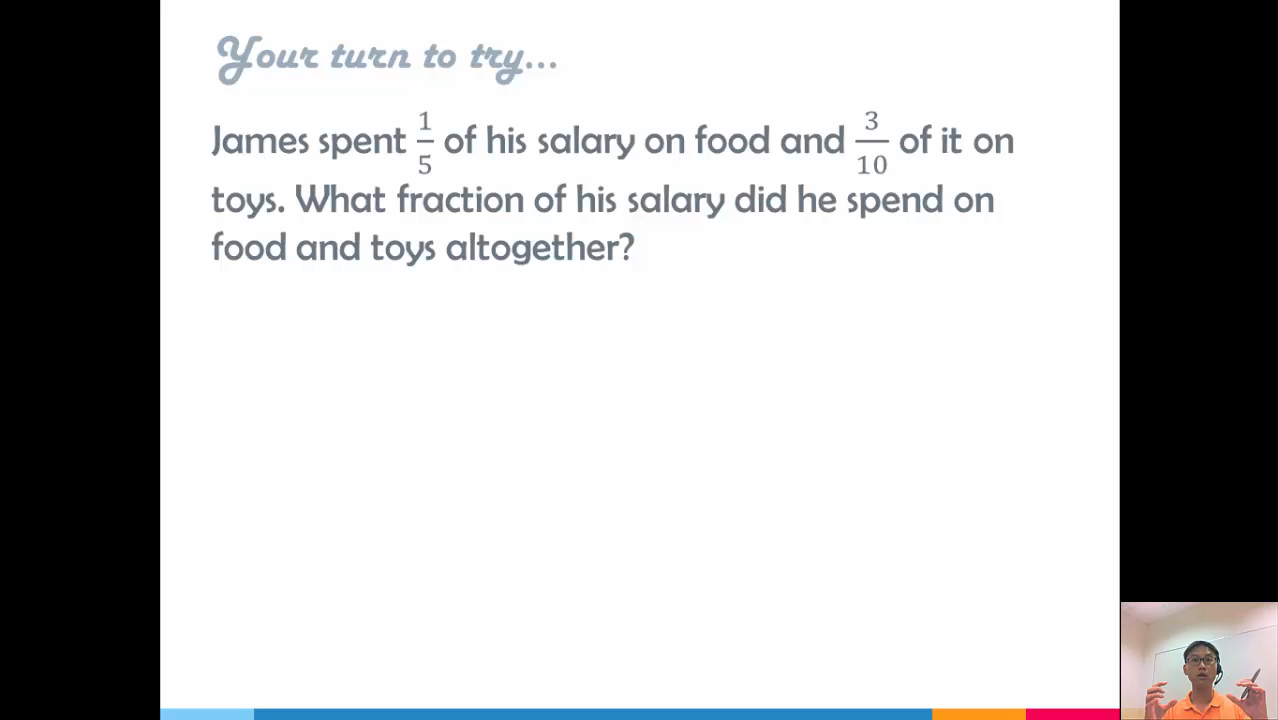 Your turn to try...
James spent 1/5 of his salary on food and 3/10 of it on
toys. What fraction of his salary did he spend on
food and toys altogether?